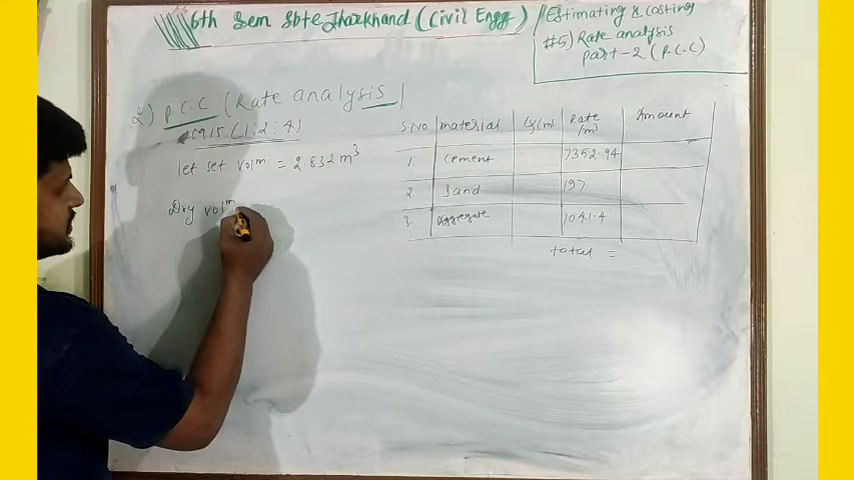 6th Sem Sbte Jharkhand (Civil Engg)
Estimating & costing
#5) Rate analysis
Part-2 (P.C.C)
2) P.C.C (Rate analysis)
(1:2:4)
let set volm = 2.832 m³
Dry volm
S.NO material Q(m³ Rate /m³ Amount
1. cement 7352.94
2. Sand 197
3. Aggregate 1041.4
total =